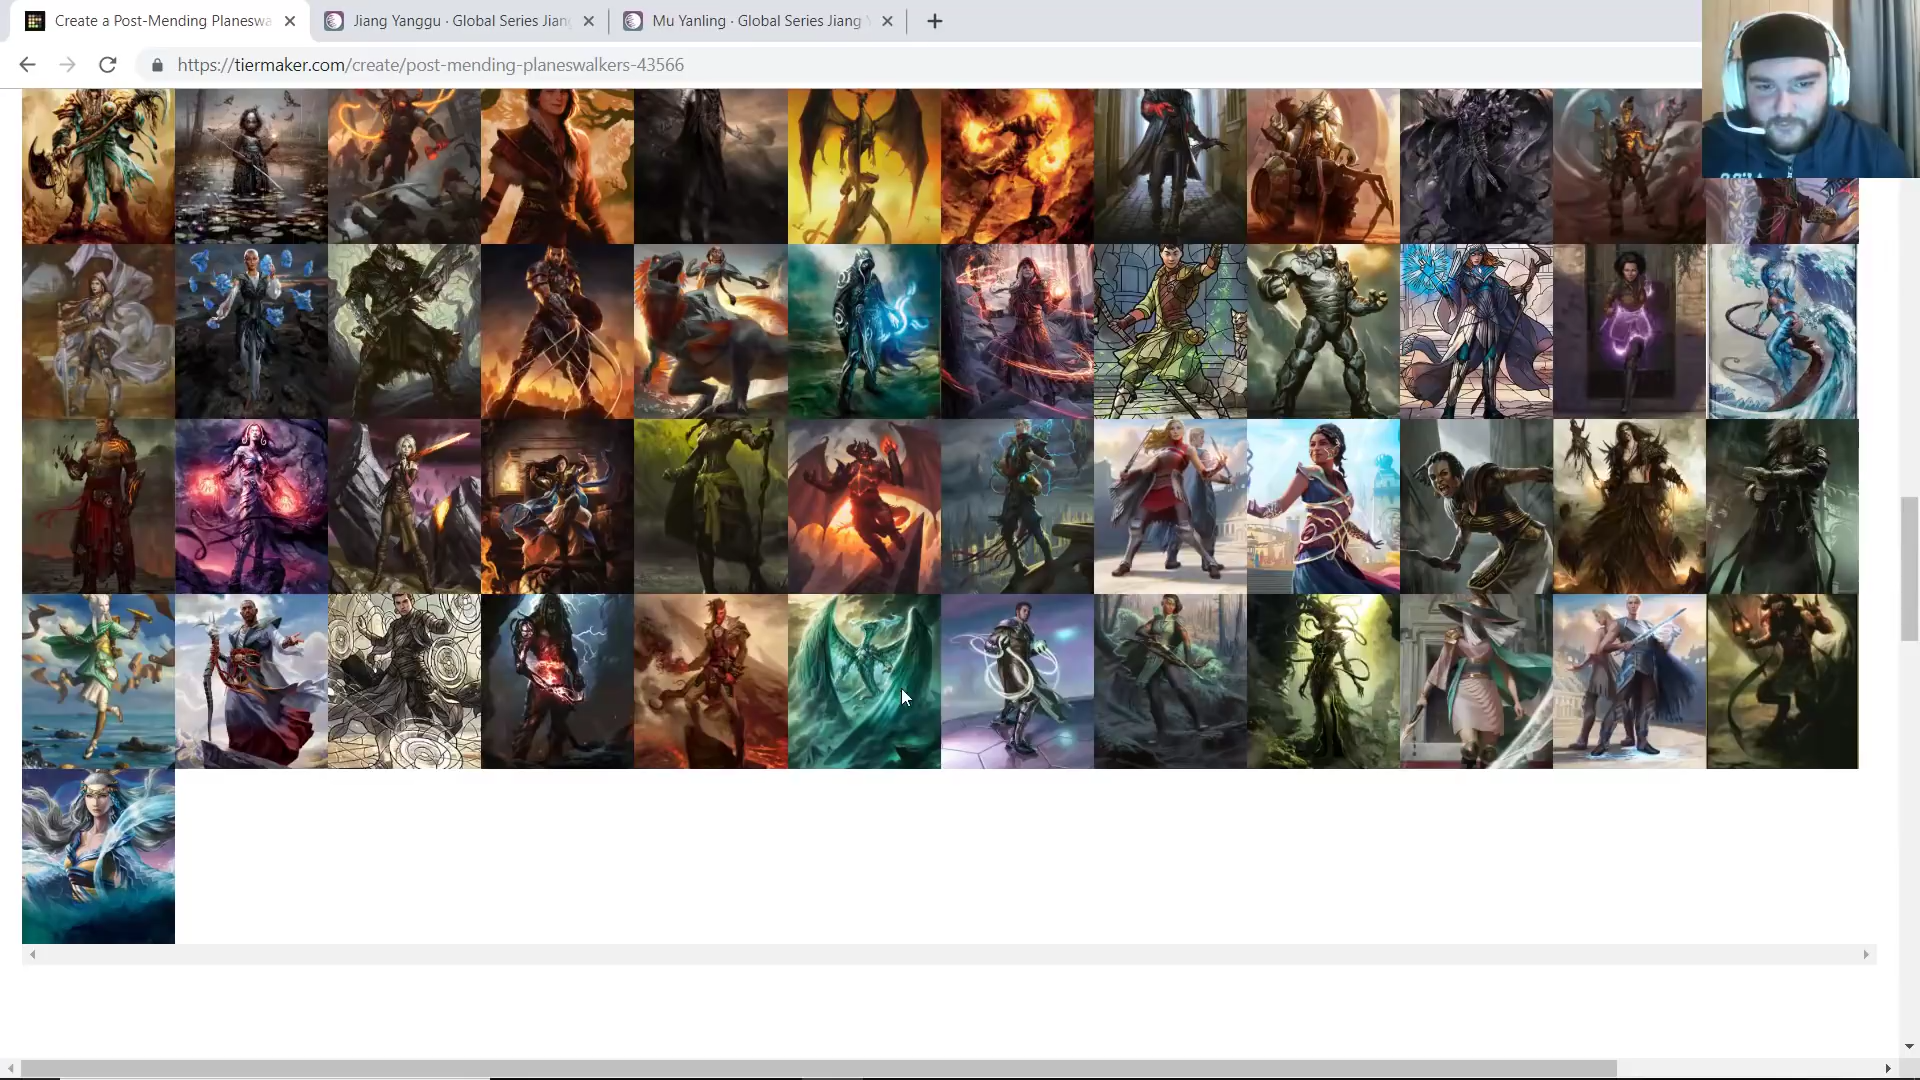 Create a Post-Mending Planeswa
Jiang Yanggu · Global Series Jiang
Mu Yanling · Global Series Jiang Y
https://tiermaker.com/create/post-mending-planeswalkers-43566